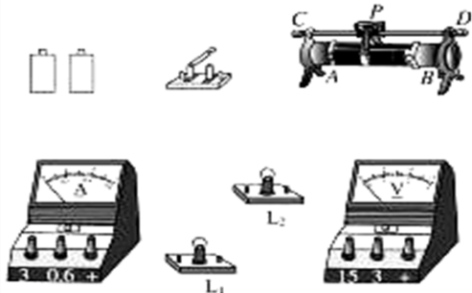 C P D
A B
A
V
L₂
L₁
3 0.6 +
15 3 +